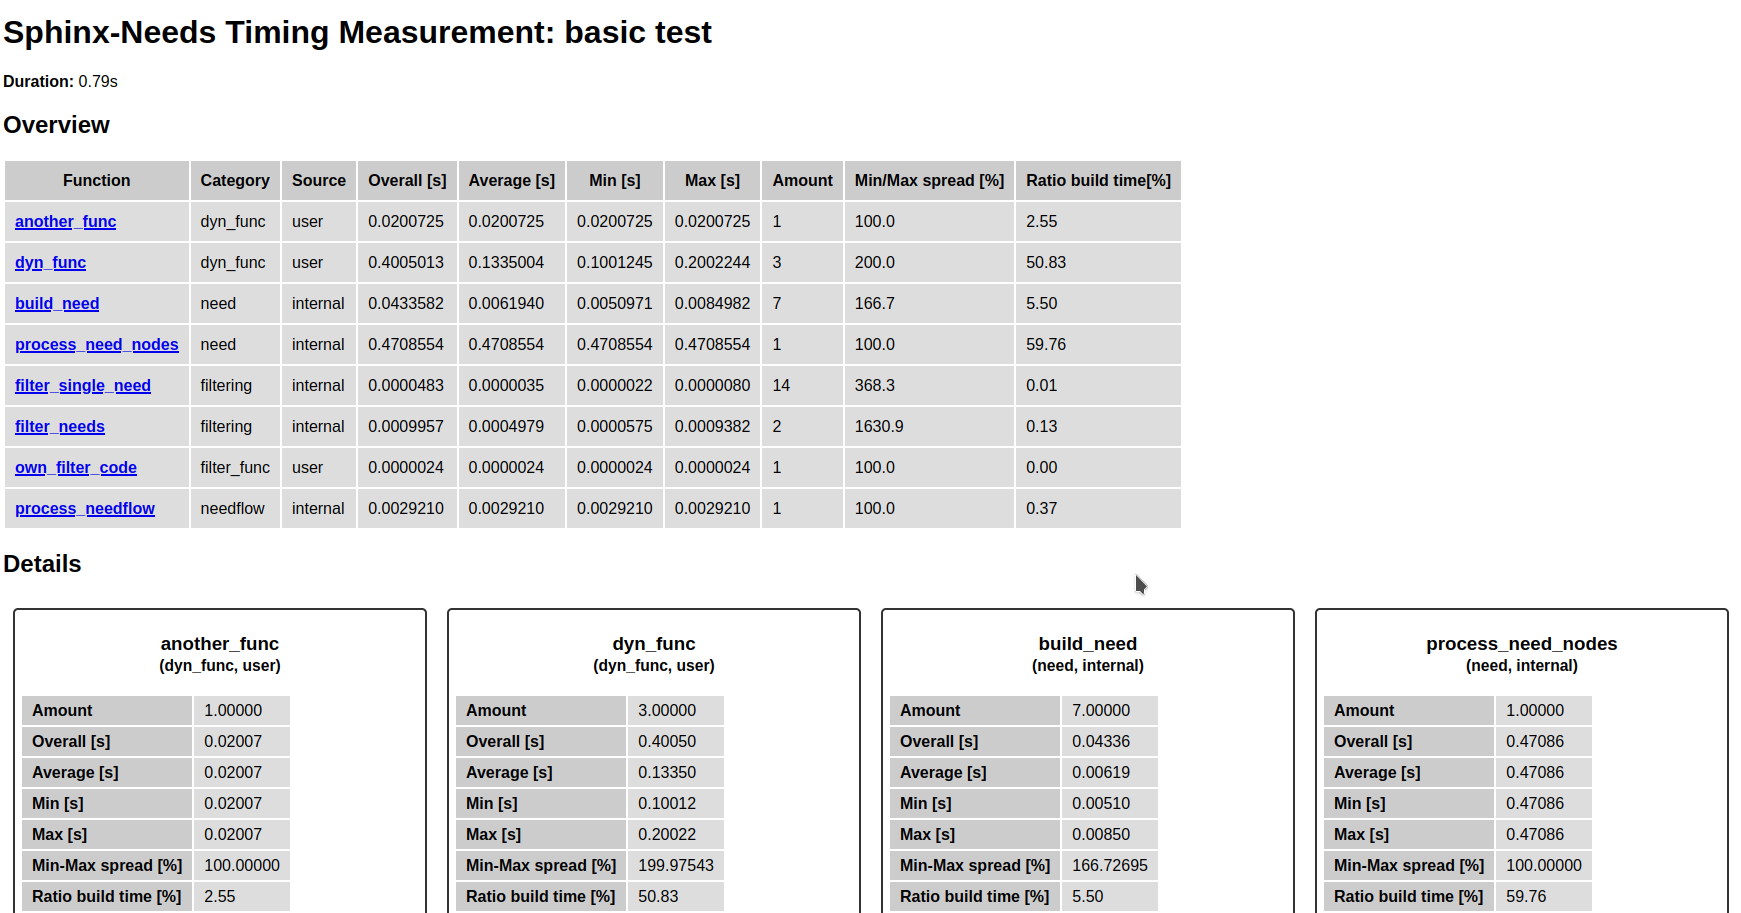 Sphinx-Needs Timing Measurement: basic test
Duration: 0.79s
Overview
Function Category Source Overall [s] Average [s] Min [s] Max [s] Amount Min/Max spread [%] Ratio build time[%]
another_func dyn_func user 0.0200725 0.0200725 0.0200725 0.0200725 1 100.0 2.55
dyn_func dyn_func user 0.4005013 0.1335004 0.1001245 0.2002244 3 200.0 50.83
build_need need internal 0.0433582 0.0061940 0.0050971 0.0084982 7 166.7 5.50
process_need_nodes need internal 0.4708554 0.4708554 0.4708554 0.4708554 1 100.0 59.76
filter_single_need filtering internal 0.0000483 0.0000035 0.0000022 0.0000080 14 368.3 0.01
filter_needs filtering internal 0.0009957 0.0004979 0.0000575 0.0009382 2 1630.9 0.13
own_filter_code filter_func user 0.0000024 0.0000024 0.0000024 0.0000024 1 100.0 0.00
process_needflow needflow internal 0.0029210 0.0029210 0.0029210 0.0029210 1 100.0 0.37
Details
another_func
(dyn_func, user)
Amount 1.00000
Overall [s] 0.02007
Average [s] 0.02007
Min [s] 0.02007
Max [s] 0.02007
Min-Max spread [%] 100.00000
Ratio build time [%] 2.55
dyn_func
(dyn_func, user)
Amount 3.00000
Overall [s] 0.40050
Average [s] 0.13350
Min [s] 0.10012
Max [s] 0.20022
Min-Max spread [%] 199.97543
Ratio build time [%] 50.83
build_need
(need, internal)
Amount 7.00000
Overall [s] 0.04336
Average [s] 0.00619
Min [s] 0.00510
Max [s] 0.00850
Min-Max spread [%] 166.72695
Ratio build time [%] 5.50
process_need_nodes
(need, internal)
Amount 1.00000
Overall [s] 0.47086
Average [s] 0.47086
Min [s] 0.47086
Max [s] 0.47086
Min-Max spread [%] 100.00000
Ratio build time [%] 59.76